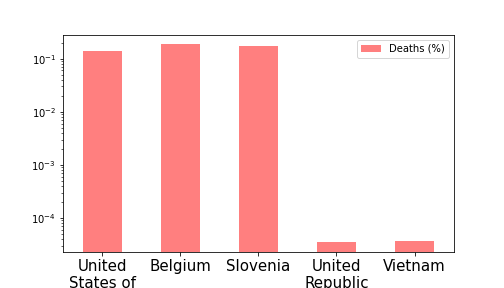 Deaths (%)
10⁻¹
10⁻²
10⁻³
10⁻⁴
United Belgium Slovenia United Vietnam
States of Republic